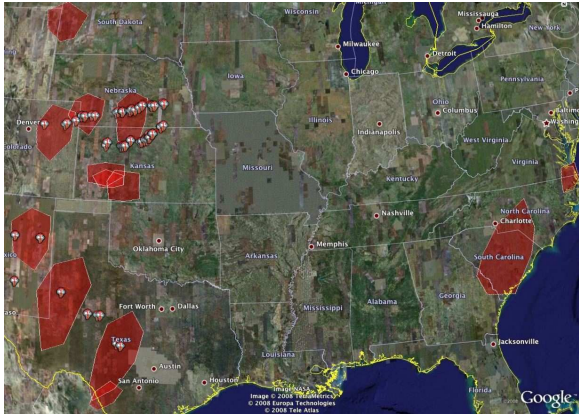 Wisconsin
Mississauga
Hamilton
New York
South Dakota
Milwaukee
Detroit
Chicago
Iowa
Nebraska
Pennsylvania
Ohio
Columbus
Illinois
Indianapolis
Denver
Colorado
West Virginia
Virginia
Kansas
Missouri
Kentucky
Nashville
North Carolina
Charlotte
Oklahoma City
Memphis
Arkansas
South Carolina
Mississippi
Alabama
Georgia
Fort Worth
Dallas
Texas
Jacksonville
Louisiana
Austin
San Antonio
Houston
Florida
Image NASA
Image © 2008 TerraMetrics
© 2008 Europa Technologies
© 2008 Tele Atlas
Google